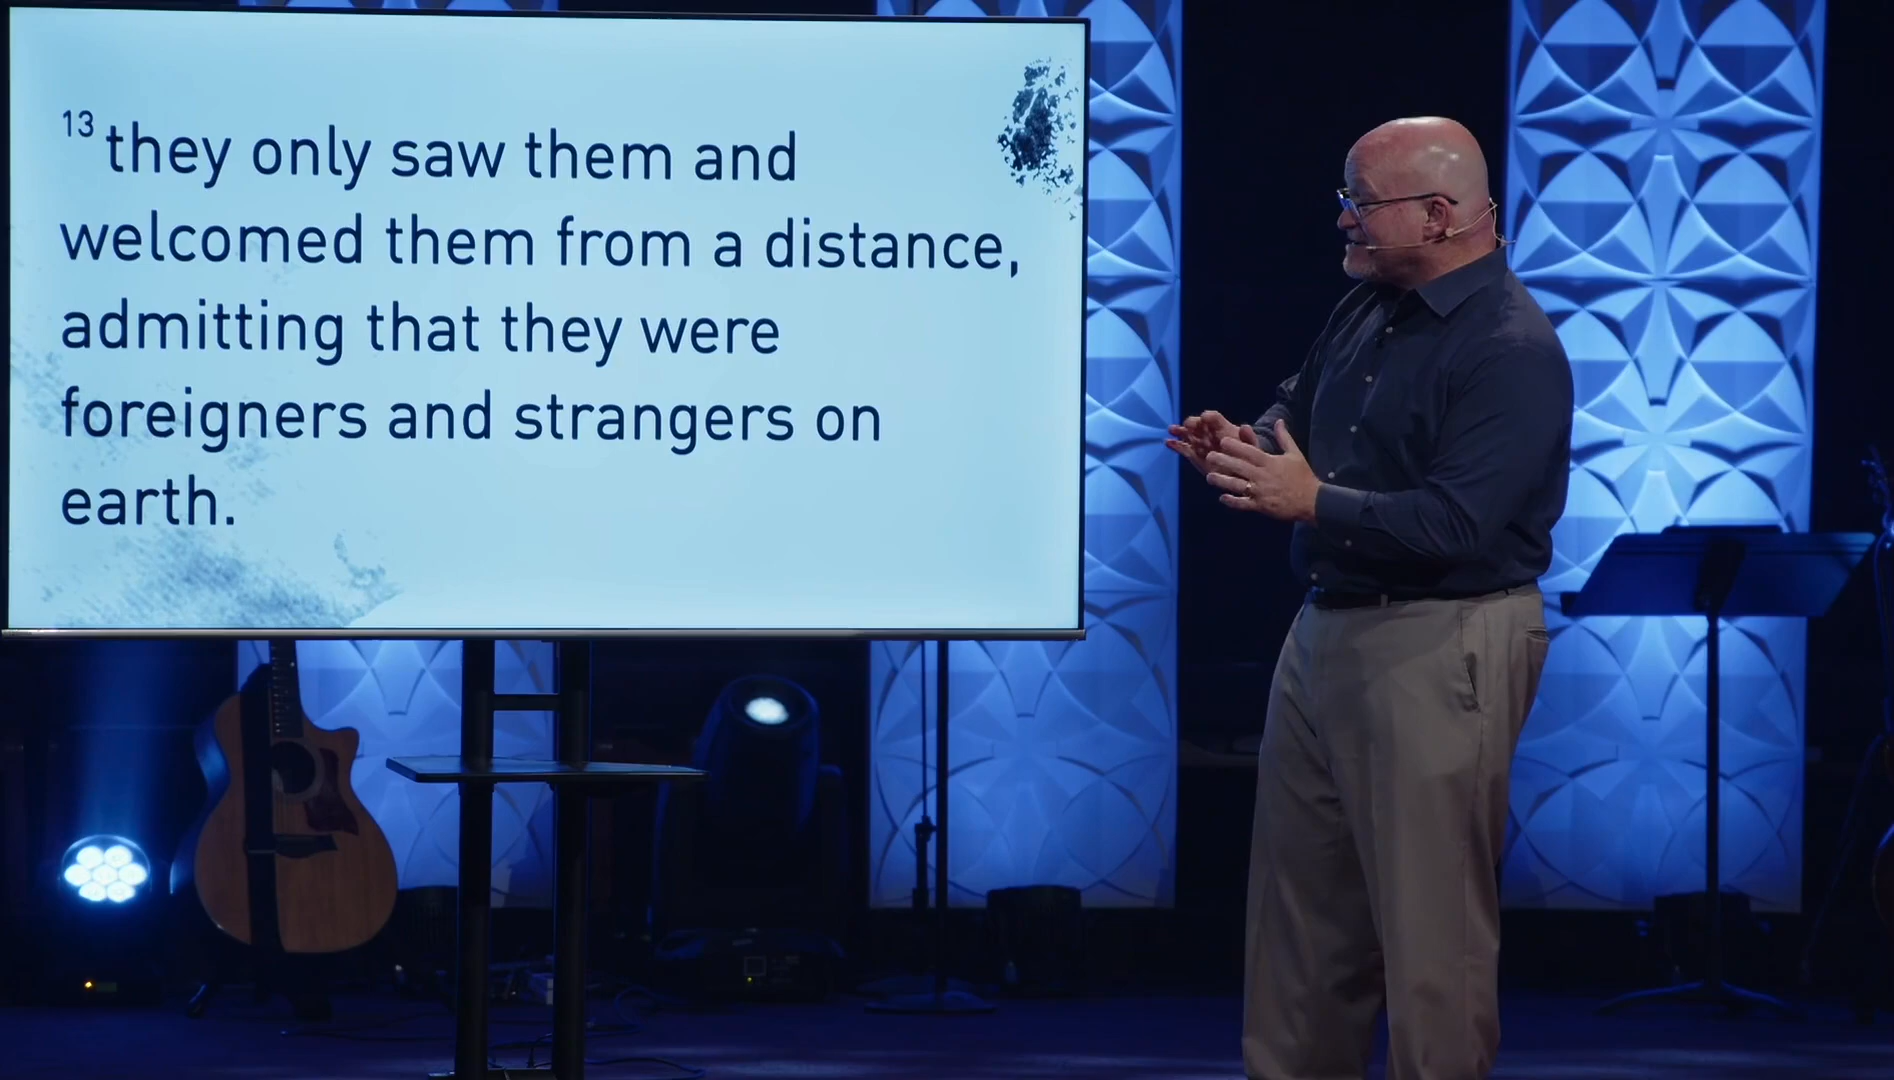 13 they only saw them and
welcomed them from a distance,
admitting that they were
foreigners and strangers on
earth.